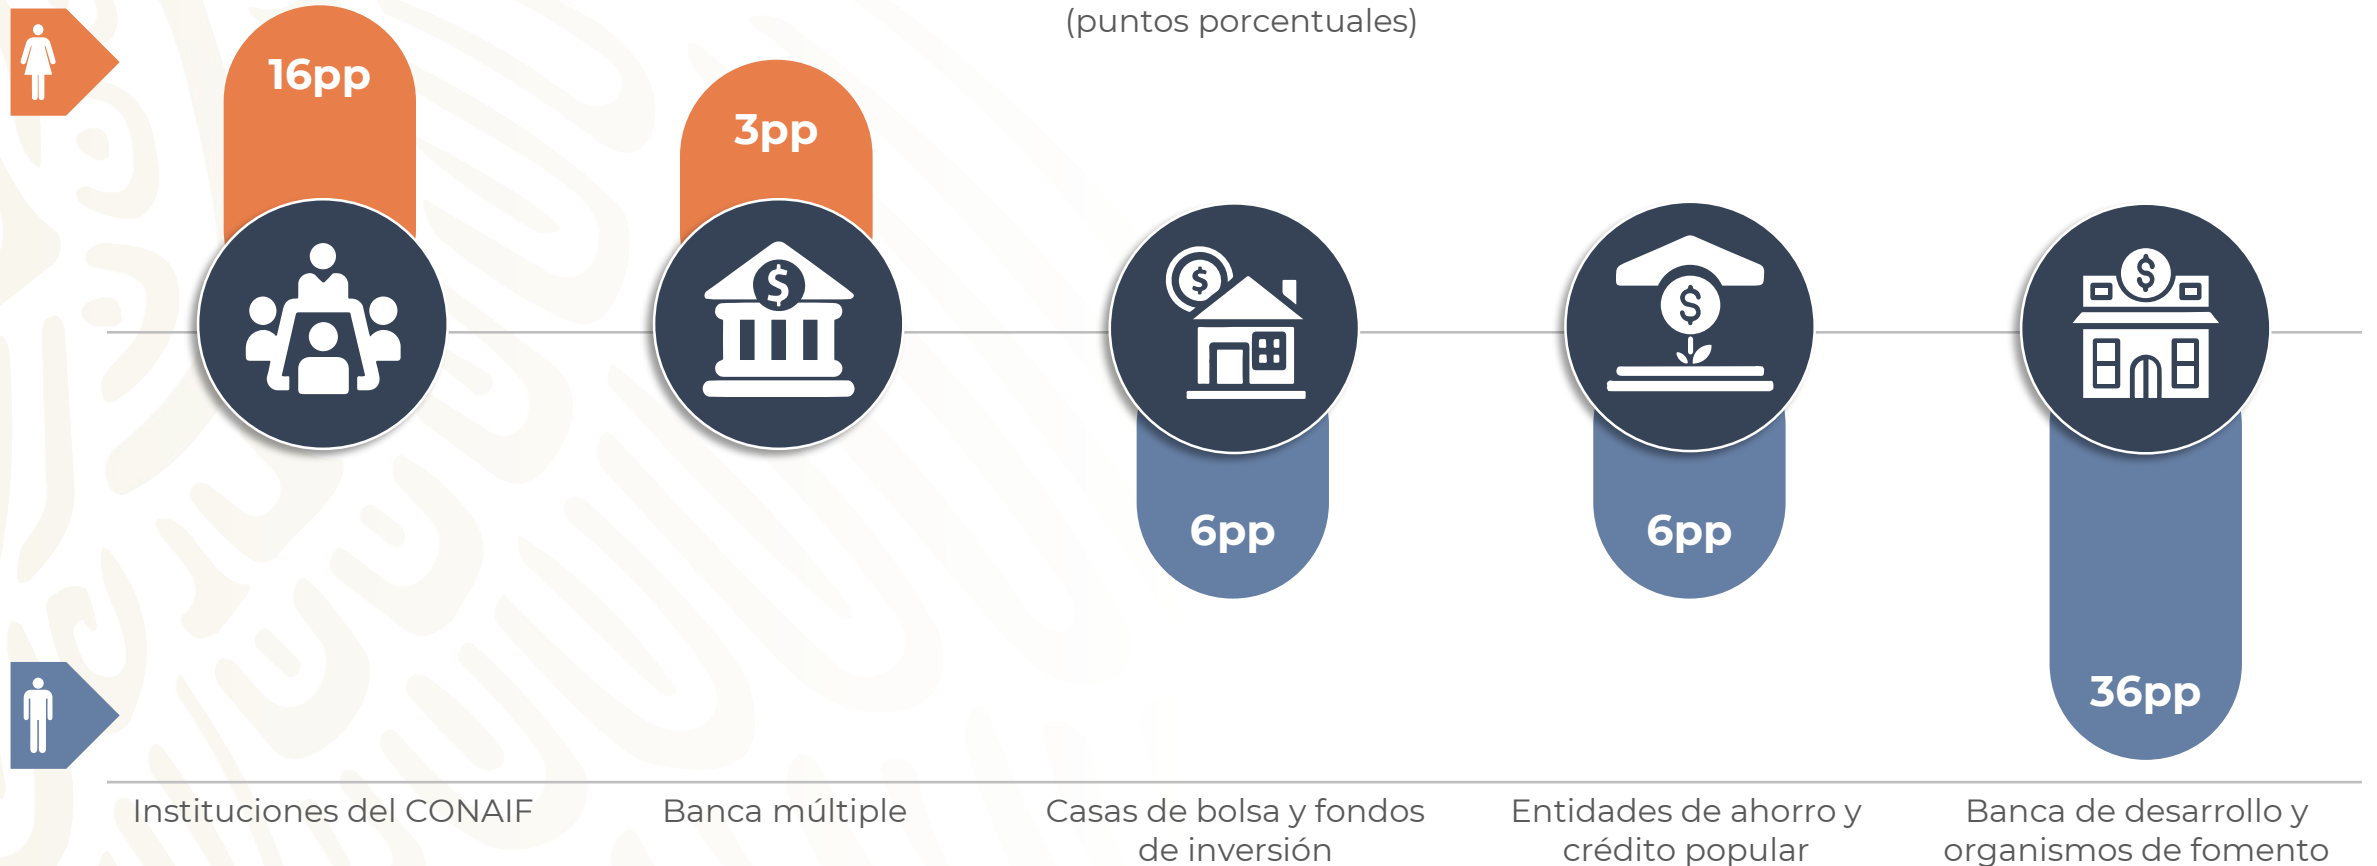 (puntos porcentuales)
16pp
3pp
$
$
$
$
6pp
6pp
36pp
Instituciones del CONAIF
Banca múltiple
Casas de bolsa y fondos
de inversión
Entidades de ahorro y
crédito popular
Banca de desarrollo y
organismos de fomento